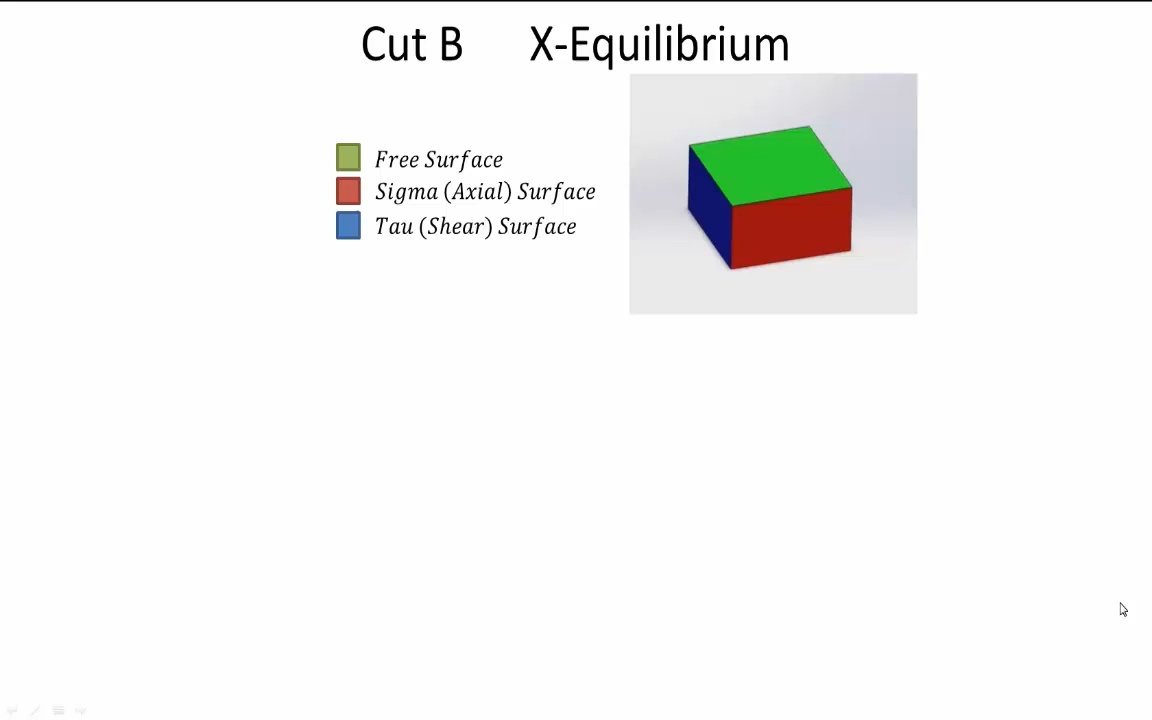 Cut B X-Equilibrium
Free Surface
Sigma (Axial) Surface
Tau (Shear) Surface